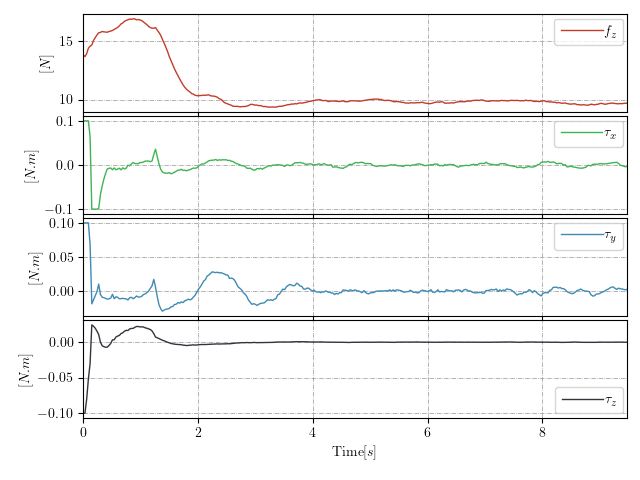 [N]
15
10
f_z
[N.m]
0.1
0.0
−0.1
τ_x
[N.m]
0.10
0.05
0.00
τ_y
[N.m]
0.00
−0.05
−0.10
τ_z
0 2 4 6 8
Time[s]